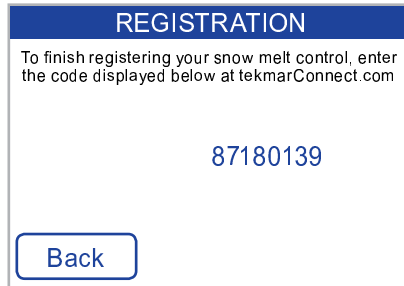 REGISTRATION
To finish registering your snow melt control, enter
the code displayed below at tekmarConnect.com
87180139
Back